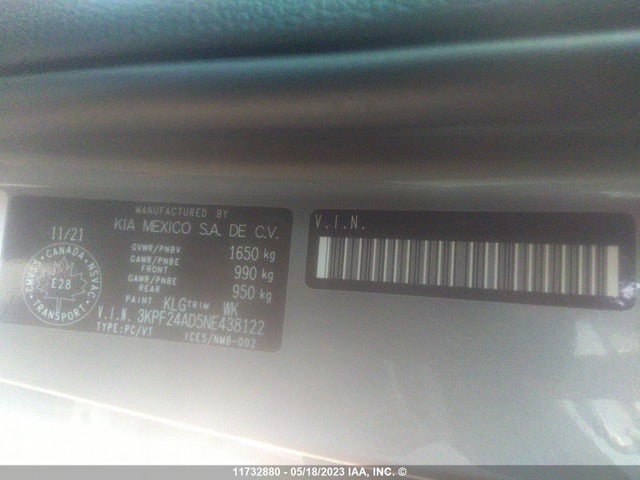 MANUFACTURED BY
KIA MEXICO S.A. DE C.V.
11/21
GVWR/PNBV 1650 kg
GAWR/PNBE FRONT 990 kg
GAWR/PNBE REAR 950 kg
PAINT KLG TRIM WK
V.I.N. 3KPF24AD5NE438122
TYPE:PC/VT ICES/NMB-002
CANADA
CMVSS NSVAC
E28
TRANSPORT
V.I.N.
11732880 - 05/18/2023 IAA, INC. ©